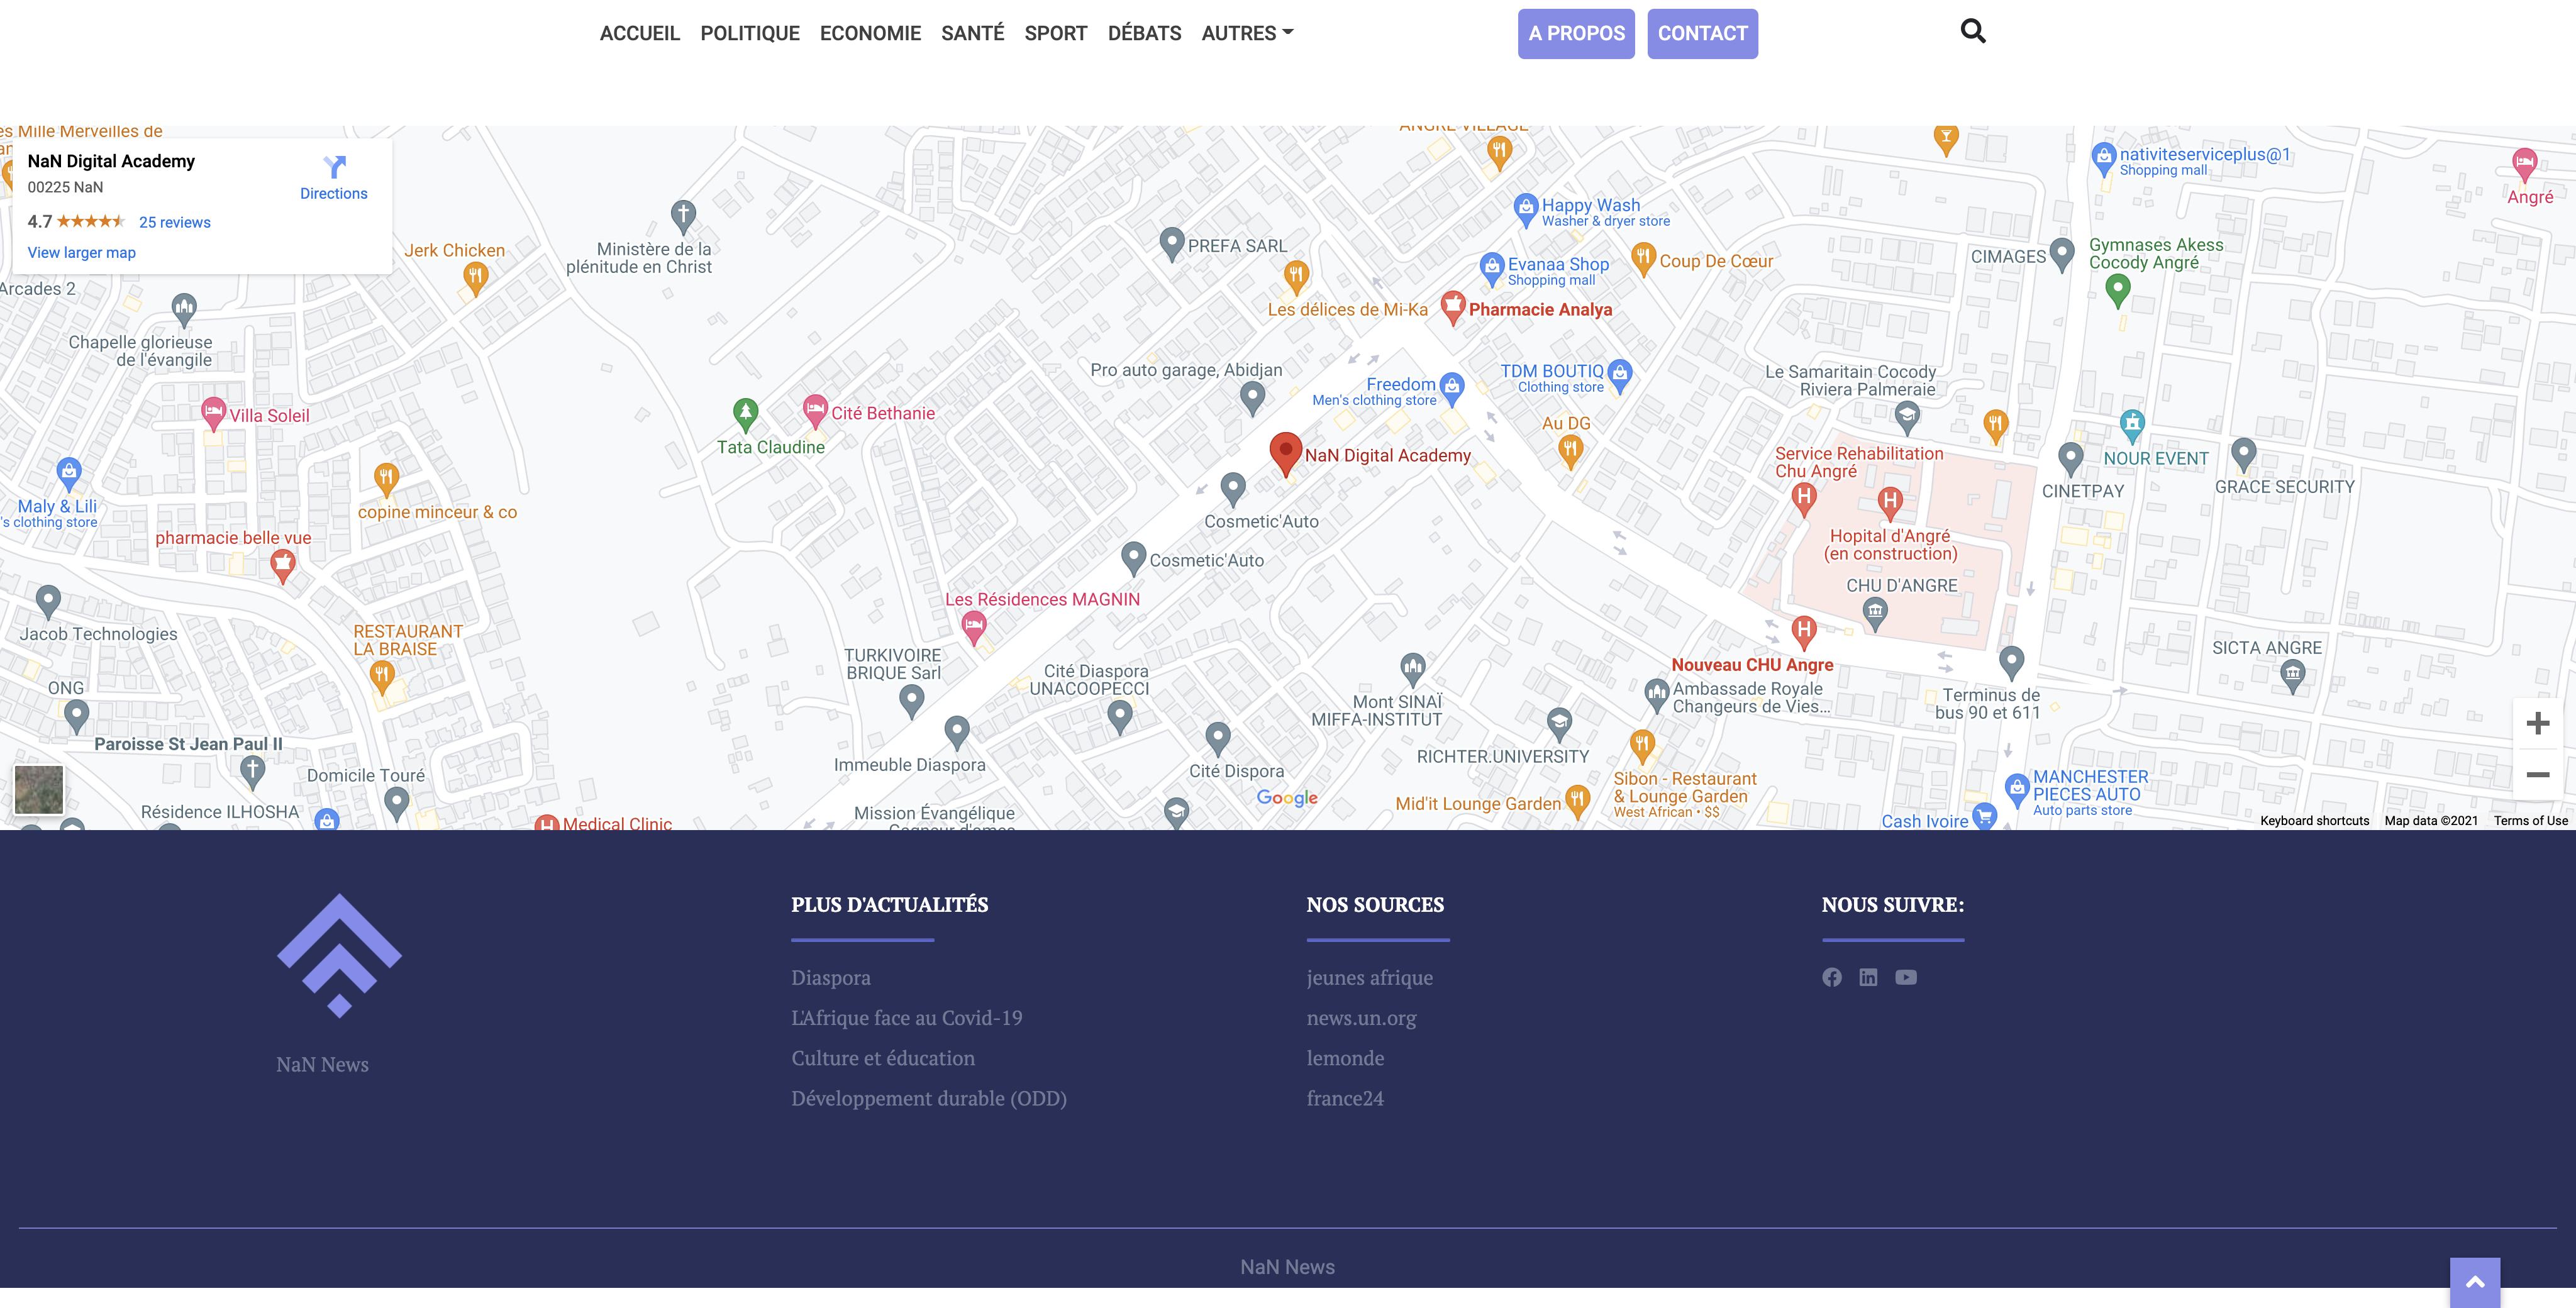 ACCUEIL POLITIQUE ECONOMIE SANTÉ SPORT DÉBATS AUTRES A PROPOS CONTACT
es Mille Merveilles de
NaN Digital Academy
00225 NaN
4.7 25 reviews
Directions
View larger map
Arcades 2
Jerk Chicken
Chapelle glorieuse
de l'évangile
Ministère de la
plénitude en Christ
PREFA SARL
Les délices de Mi-Ka
ANGRE VILLAGE
Happy Wash
Washer & dryer store
Evanaa Shop
Shopping mall
Coup De Cœur
Pharmacie Analya
nativiteserviceplus@1
Shopping mall
Angré
CIMAGES
Gymnases Akess
Cocody Angré
Villa Soleil
Tata Claudine
Cité Bethanie
Pro auto garage, Abidjan
Freedom
Men's clothing store
TDM BOUTIQ
Clothing store
Au DG
Le Samaritain Cocody
Riviera Palmeraie
NaN Digital Academy
Service Rehabilitation
Chu Angré
Hopital d'Angré
(en construction)
CHU D'ANGRE
CINETPAY
NOUR EVENT
GRACE SECURITY
Maly & Lili
's clothing store
copine minceur & co
pharmacie belle vue
Cosmetic'Auto
Cosmetic'Auto
Les Résidences MAGNIN
Jacob Technologies
RESTAURANT
LA BRAISE
ONG
Paroisse St Jean Paul II
Domicile Touré
Résidence ILHOSHA
Medical Clinic
TURKIVOIRE
BRIQUE Sarl
Immeuble Diaspora
Cité Diaspora
UNACOOPECCI
Cité Dispora
Mission Évangélique
Gagneur d'ames
Mont SINAÏ
MIFFA-INSTITUT
RICHTER.UNIVERSITY
Nouveau CHU Angre
Ambassade Royale
Changeurs de Vies...
Sibon - Restaurant
& Lounge Garden
West African • $$
Mid'it Lounge Garden
Terminus de
bus 90 et 611
SICTA ANGRE
MANCHESTER
PIECES AUTO
Auto parts store
Cash Ivoire
Google
Keyboard shortcuts Map data ©2021 Terms of Use
NaN News
PLUS D'ACTUALITÉS
Diaspora
L'Afrique face au Covid-19
Culture et éducation
Développement durable (ODD)
NOS SOURCES
jeunes afrique
news.un.org
lemonde
france24
NOUS SUIVRE:
NaN News